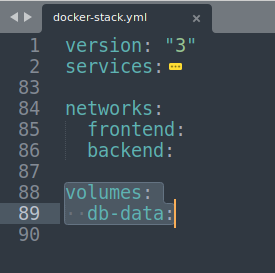 docker-stack.yml ×
1 version: "3"
2 services:
83
84 networks:
85 frontend:
86 backend:
87
88 volumes:
89 db-data:
90